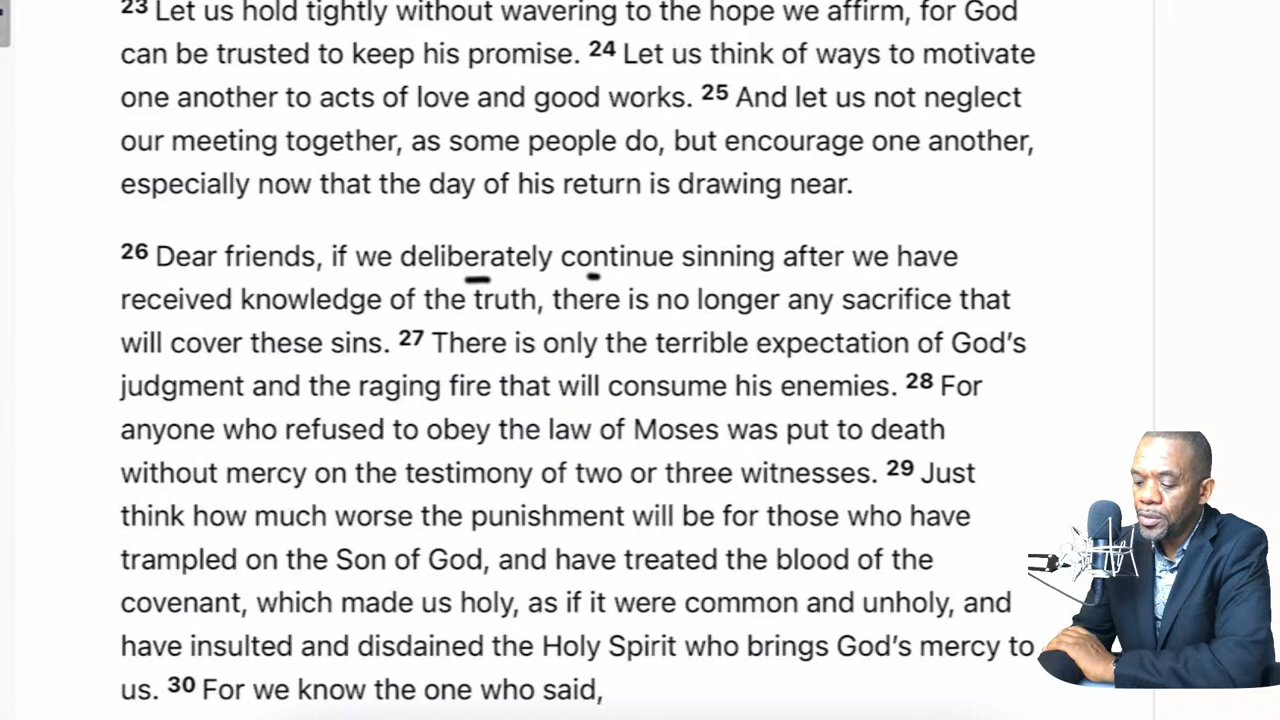 23 Let us hold tightly without wavering to the hope we affirm, for God
can be trusted to keep his promise. 24 Let us think of ways to motivate
one another to acts of love and good works. 25 And let us not neglect
our meeting together, as some people do, but encourage one another,
especially now that the day of his return is drawing near.
26 Dear friends, if we deliberately continue sinning after we have
received knowledge of the truth, there is no longer any sacrifice that
will cover these sins. 27 There is only the terrible expectation of God’s
judgment and the raging fire that will consume his enemies. 28 For
anyone who refused to obey the law of Moses was put to death
without mercy on the testimony of two or three witnesses. 29 Just
think how much worse the punishment will be for those who have
trampled on the Son of God, and have treated the blood of the
covenant, which made us holy, as if it were common and unholy, and
have insulted and disdained the Holy Spirit who brings God’s mercy to
us. 30 For we know the one who said,